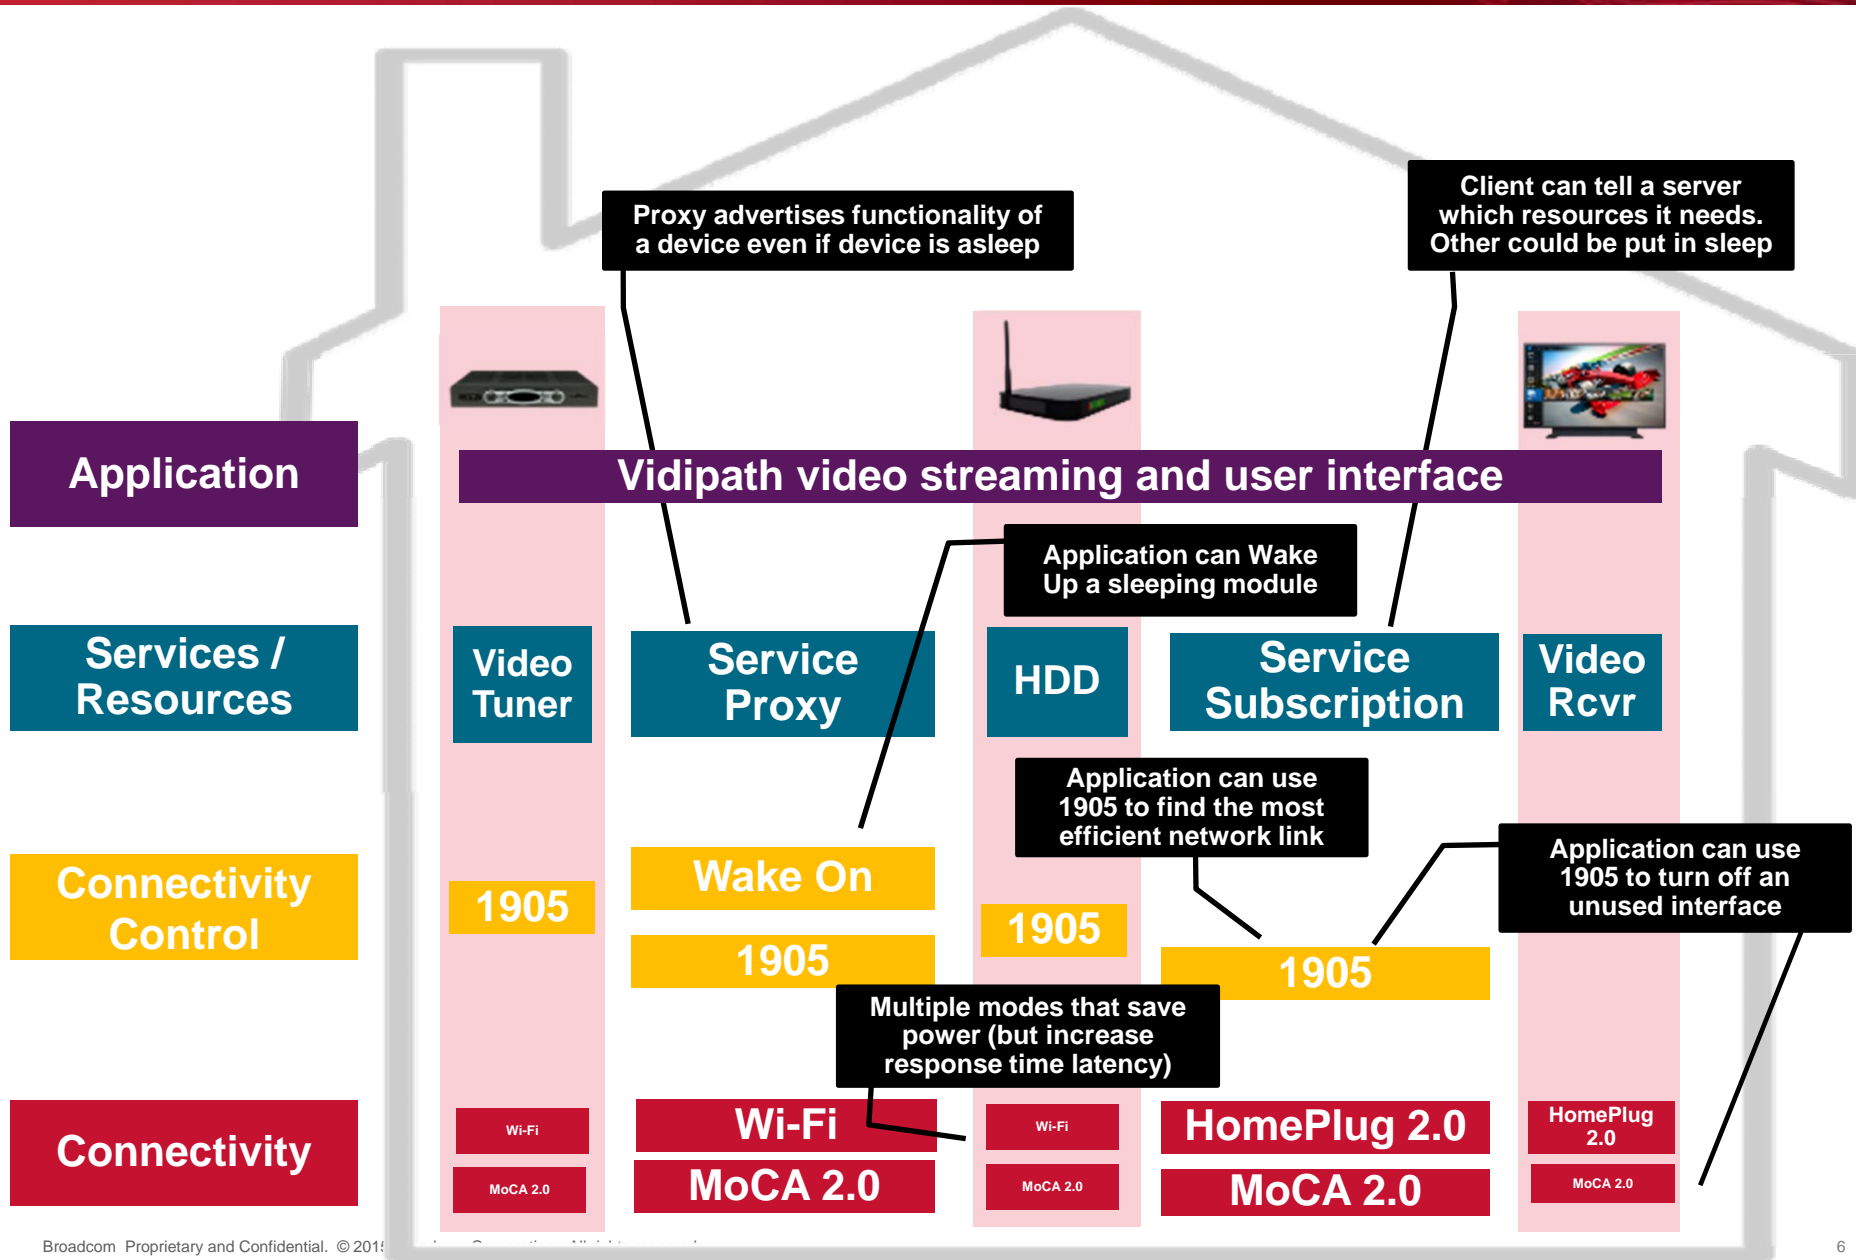 Proxy advertises functionality of
a device even if device is asleep
Client can tell a server
which resources it needs.
Other could be put in sleep
Application
Vidipath video streaming and user interface
Application can Wake
Up a sleeping module
Services /
Resources
Video
Tuner
Service
Proxy
HDD
Service
Subscription
Video
Rcvr
Application can use
1905 to find the most
efficient network link
Application can use
1905 to turn off an
unused interface
Connectivity
Control
1905
Wake On
1905
1905
1905
Multiple modes that save
power (but increase
response time latency)
Connectivity
Wi-Fi
MoCA 2.0
Wi-Fi
MoCA 2.0
Wi-Fi
MoCA 2.0
HomePlug 2.0
MoCA 2.0
HomePlug
2.0
MoCA 2.0
Broadcom Proprietary and Confidential. © 2015
6